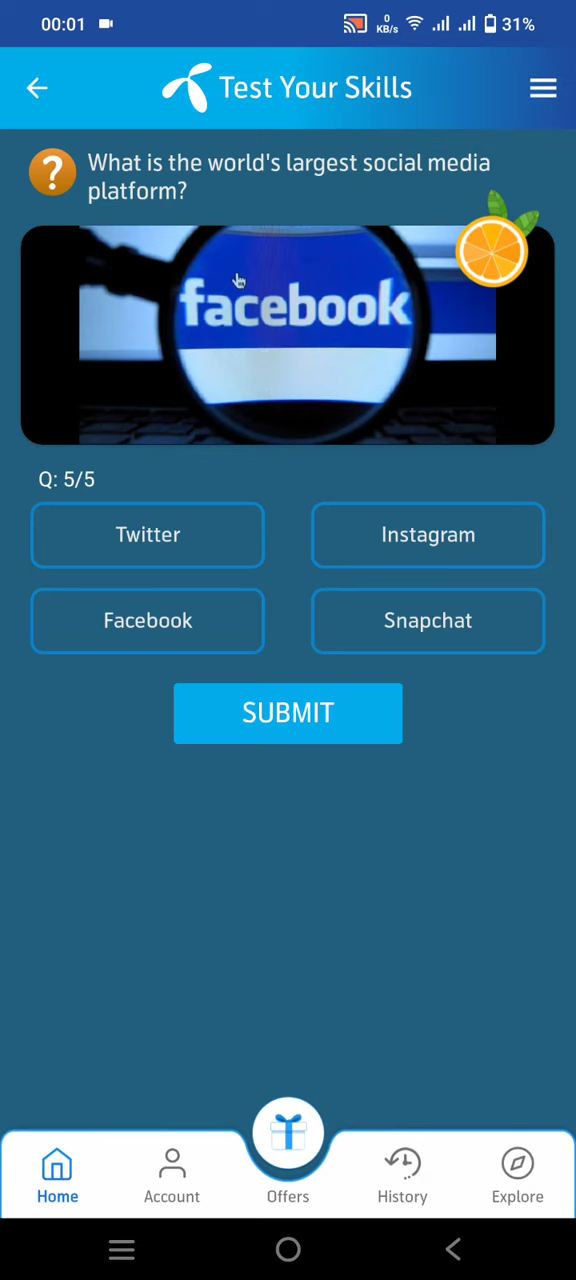 00:01
0
KB/s
31%
Test Your Skills
?
What is the world's largest social media
platform?
facebook
Q: 5/5
Twitter
Instagram
Facebook
Snapchat
SUBMIT
Home
Account
Offers
History
Explore